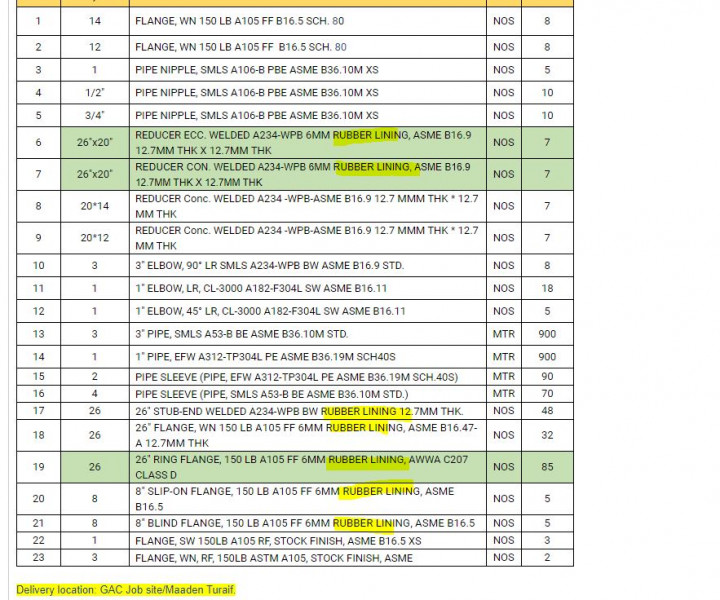 1 14 FLANGE, WN 150 LB A105 FF B16.5 SCH. 80 NOS 8
2 12 FLANGE, WN 150 LB A105 FF B16.5 SCH. 80 NOS 8
3 1 PIPE NIPPLE, SMLS A106-B PBE ASME B36.10M XS NOS 5
4 1/2" PIPE NIPPLE, SMLS A106-B PBE ASME B36.10M XS NOS 10
5 3/4" PIPE NIPPLE, SMLS A106-B PBE ASME B36.10M XS NOS 10
6 26"x20" REDUCER ECC. WELDED A234-WPB 6MM RUBBER LINING, ASME B16.9
12.7MM THK X 12.7MM THK NOS 7
7 26"x20" REDUCER CON. WELDED A234-WPB 6MM RUBBER LINING, ASME B16.9
12.7MM THK X 12.7MM THK NOS 7
8 20*14 REDUCER Conc. WELDED A234 -WPB-ASME B16.9 12.7 MMM THK * 12.7
MM THK NOS 7
9 20*12 REDUCER Conc. WELDED A234 -WPB-ASME B16.9 12.7 MMM THK * 12.7
MM THK NOS 7
10 3 3" ELBOW, 90° LR SMLS A234-WPB BW ASME B16.9 STD. NOS 8
11 1 1" ELBOW, LR, CL-3000 A182-F304L SW ASME B16.11 NOS 18
12 1 1" ELBOW, 45° LR, CL-3000 A182-F304L SW ASME B16.11 NOS 5
13 3 3" PIPE, SMLS A53-B BE ASME B36.10M STD. MTR 900
14 1 1" PIPE, EFW A312-TP304L PE ASME B36.19M SCH40S MTR 900
15 2 PIPE SLEEVE (PIPE, EFW A312-TP304L PE ASME B36.19M SCH.40S) MTR 90
16 4 PIPE SLEEVE (PIPE, SMLS A53-B BE ASME B36.10M STD.) MTR 70
17 26 26" STUB-END WELDED A234-WPB BW RUBBER LINING 12.7MM THK. NOS 48
18 26 26" FLANGE, WN 150 LB A105 FF 6MM RUBBER LINING, ASME B16.47-
A 12.7MM THK NOS 32
19 26 26" RING FLANGE, 150 LB A105 FF 6MM RUBBER LINING, AWWA C207
CLASS D NOS 85
20 8 8" SLIP-ON FLANGE, 150 LB A105 FF 6MM RUBBER LINING, ASME
B16.5 NOS 5
21 8 8" BLIND FLANGE, 150 LB A105 FF 6MM RUBBER LINING, ASME B16.5 NOS 5
22 1 FLANGE, SW 150LB A105 RF, STOCK FINISH, ASME B16.5 XS NOS 3
23 3 FLANGE, WN, RF, 150LB ASTM A105, STOCK FINISH, ASME NOS 2
Delivery location: GAC Job site/Maaden Turaif.